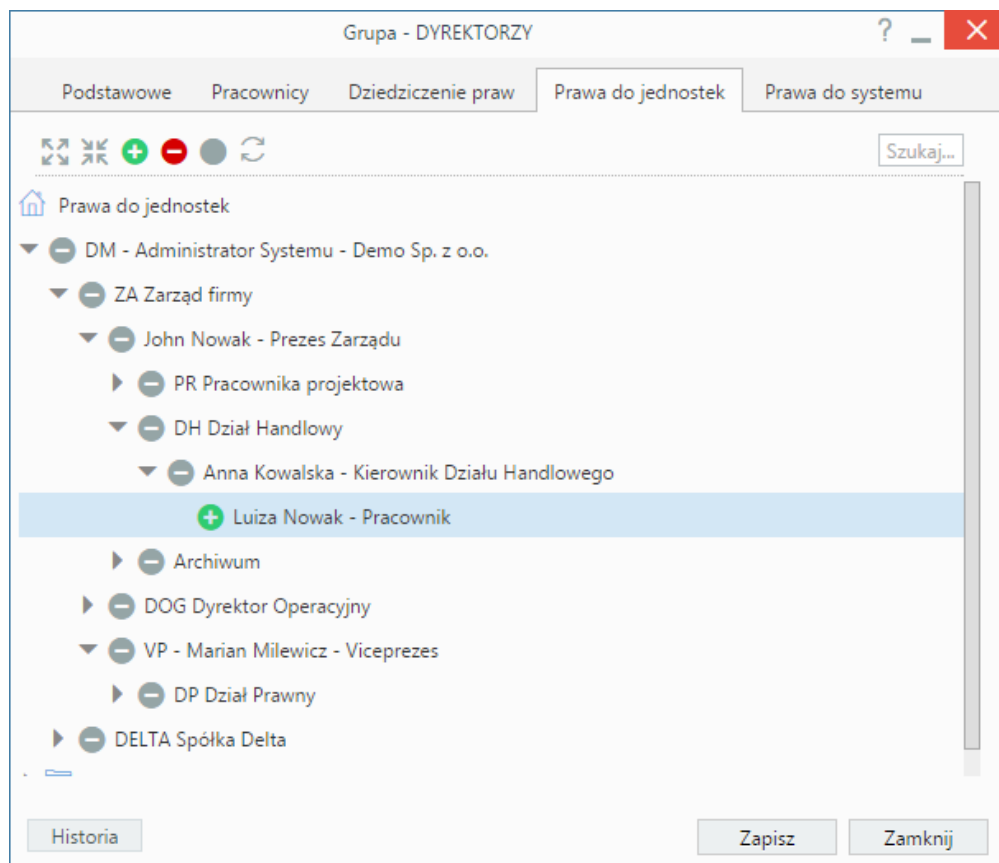 Grupa - DYREKTORZY
Podstawowe Pracownicy Dziedziczenie praw Prawa do jednostek Prawa do systemu
Szukaj...
Prawa do jednostek
DM - Administrator Systemu - Demo Sp. z o.o.
ZA Zarząd firmy
John Nowak - Prezes Zarządu
PR Pracownika projektowa
DH Dział Handlowy
Anna Kowalska - Kierownik Działu Handlowego
Luiza Nowak - Pracownik
Archiwum
DOG Dyrektor Operacyjny
VP - Marian Milewicz - Viceprezes
DP Dział Prawny
DELTA Spółka Delta
Historia Zapisz Zamknij